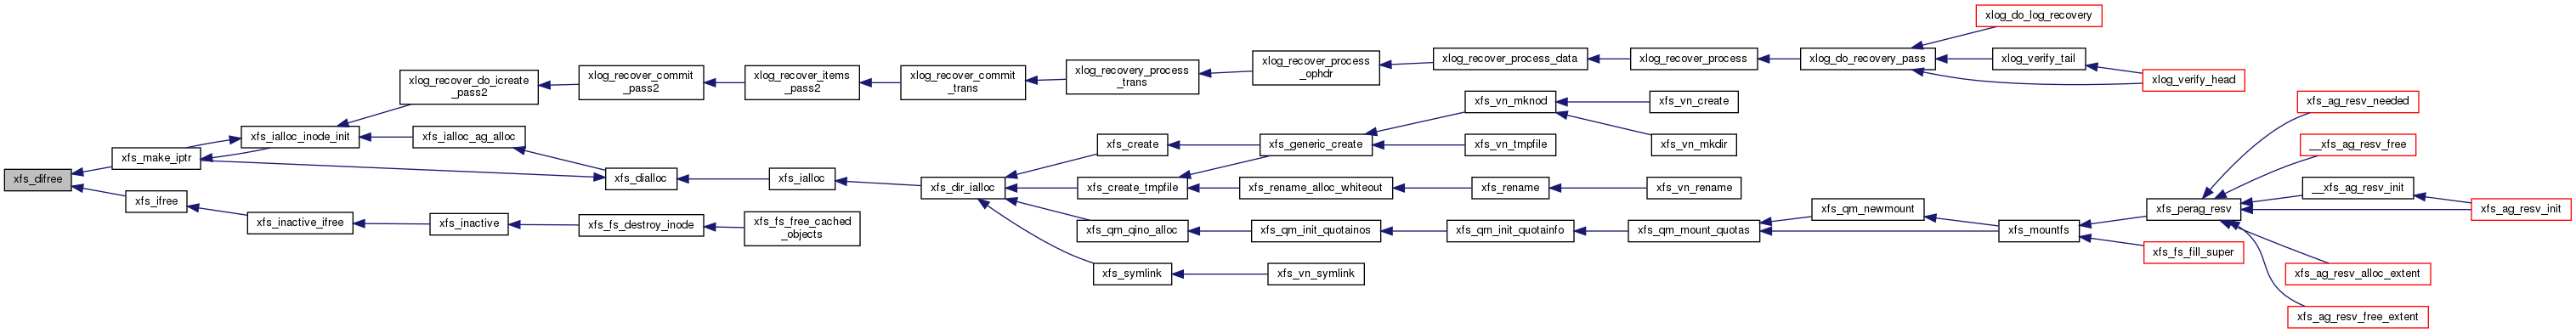 xlog_do_log_recovery
xlog_recover_process
_ophdr
xlog_recover_process_data
xlog_recover_process
xlog_do_recovery_pass
xlog_verify_tail
xlog_recovery_process
_trans
xlog_recover_do_icreate
_pass2
xlog_recover_commit
_pass2
xlog_recover_items
_pass2
xlog_recover_commit
_trans
xlog_verify_head
xfs_vn_mknod
xfs_vn_create
xfs_ag_resv_needed
xfs_ialloc_inode_init
xfs_ialloc_ag_alloc
xfs_create
xfs_generic_create
xfs_vn_tmpfile
xfs_vn_mkdir
__xfs_ag_resv_free
xfs_make_iptr
xfs_difree
xfs_dialloc
xfs_ialloc
xfs_dir_ialloc
xfs_create_tmpfile
xfs_rename_alloc_whiteout
xfs_rename
xfs_vn_rename
__xfs_ag_resv_init
xfs_ifree
xfs_qm_newmount
xfs_perag_resv
xfs_ag_resv_init
xfs_inactive_ifree
xfs_inactive
xfs_fs_destroy_inode
xfs_fs_free_cached
_objects
xfs_qm_qino_alloc
xfs_qm_init_quotainos
xfs_qm_init_quotainfo
xfs_qm_mount_quotas
xfs_mountfs
xfs_fs_fill_super
xfs_symlink
xfs_vn_symlink
xfs_ag_resv_alloc_extent
xfs_ag_resv_free_extent